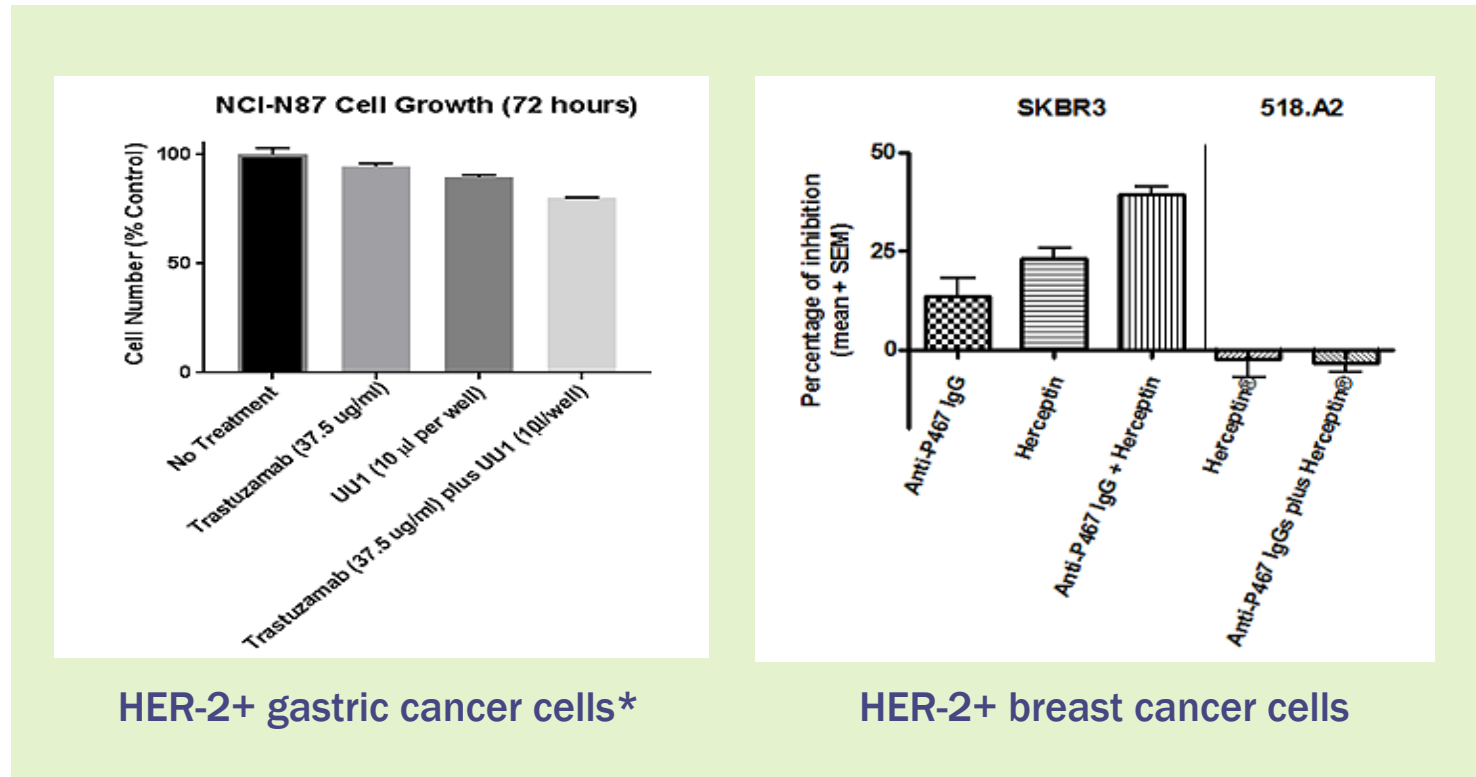 NCI-N87 Cell Growth (72 hours)
Cell Number (% Control)
100
50
0
No Treatment
Trastuzamab (37.5 ug/ml)
UU1 (10 µl per well)
Trastuzamab (37.5 ug/ml) plus UU1 (10µl/well)
HER-2+ gastric cancer cells*
SKBR3
518.A2
Percentage of inhibition
(mean+ SEM)
50
25
0
Anti-P467 IgG
Herceptin
Anti-P467 IgG + Herceptin
Herceptin®
Anti-P467 IgGs plus Herceptin®
HER-2+ breast cancer cells